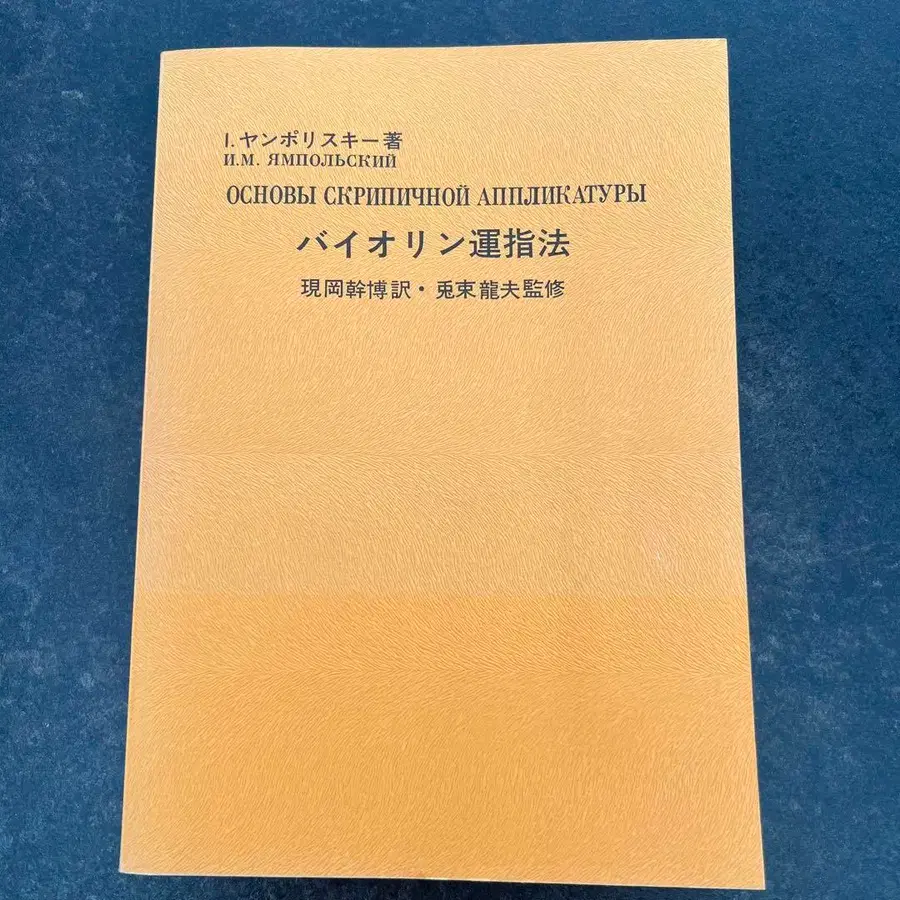 I.ヤンポリスキー著
И.М. ЯМПОЛЬСКИЙ
ОСНОВЫ СКРИПИЧНОЙ АППЛИКАТУРЫ
バイオリン運指法
現岡幹博訳・兎束龍夫監修